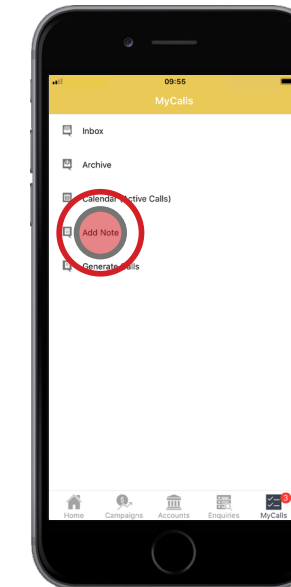 09:55
MyCalls
Inbox
Archive
Calendar (Active Calls)
Add Note
Generate Calls
3
Home Campaigns Accounts Enquiries MyCalls